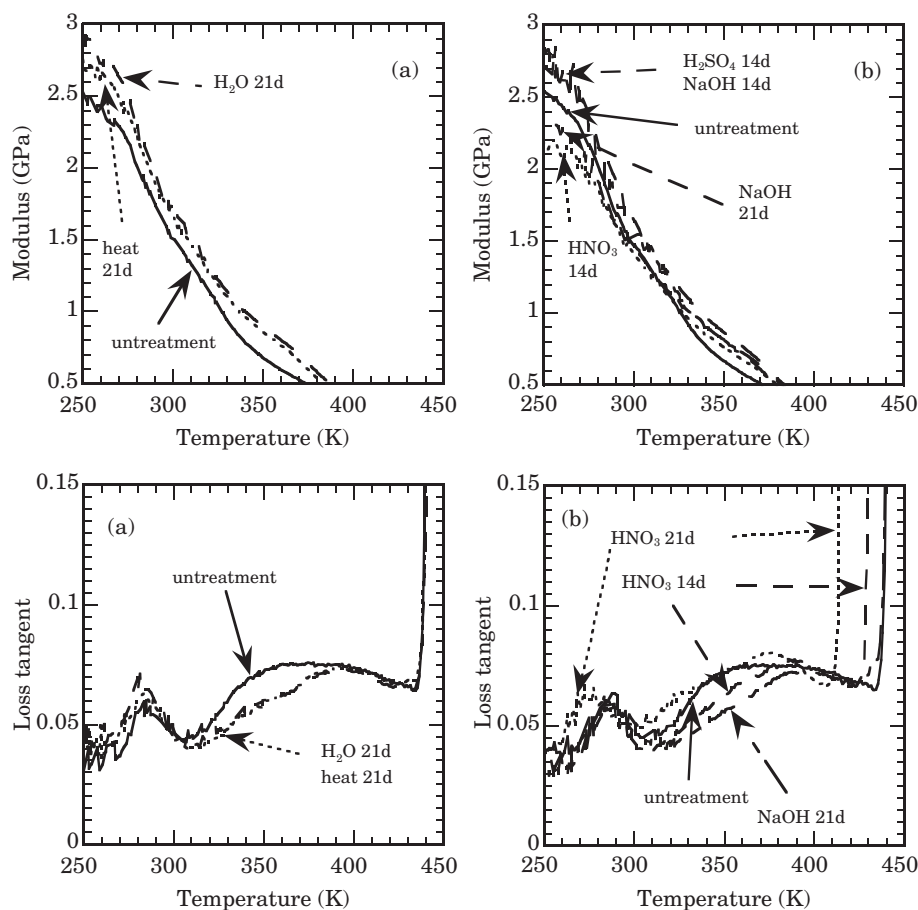 3
2.5
2
1.5
1
0.5
Modulus (GPa)
(a)
H₂O 21d
heat
21d
untreatment
250 300 350 400 450
Temperature (K)
3
2.5
2
1.5
1
0.5
Modulus (GPa)
(b)
H₂SO₄ 14d
NaOH 14d
untreatment
NaOH
21d
HNO₃
14d
250 300 350 400 450
Temperature (K)
0.15
0.1
0.05
0
Loss tangent
(a)
untreatment
H₂O 21d
heat 21d
250 300 350 400 450
Temperature (K)
0.15
0.1
0.05
0
Loss tangent
(b)
HNO₃ 21d
HNO₃ 14d
untreatment
NaOH 21d
250 300 350 400 450
Temperature (K)